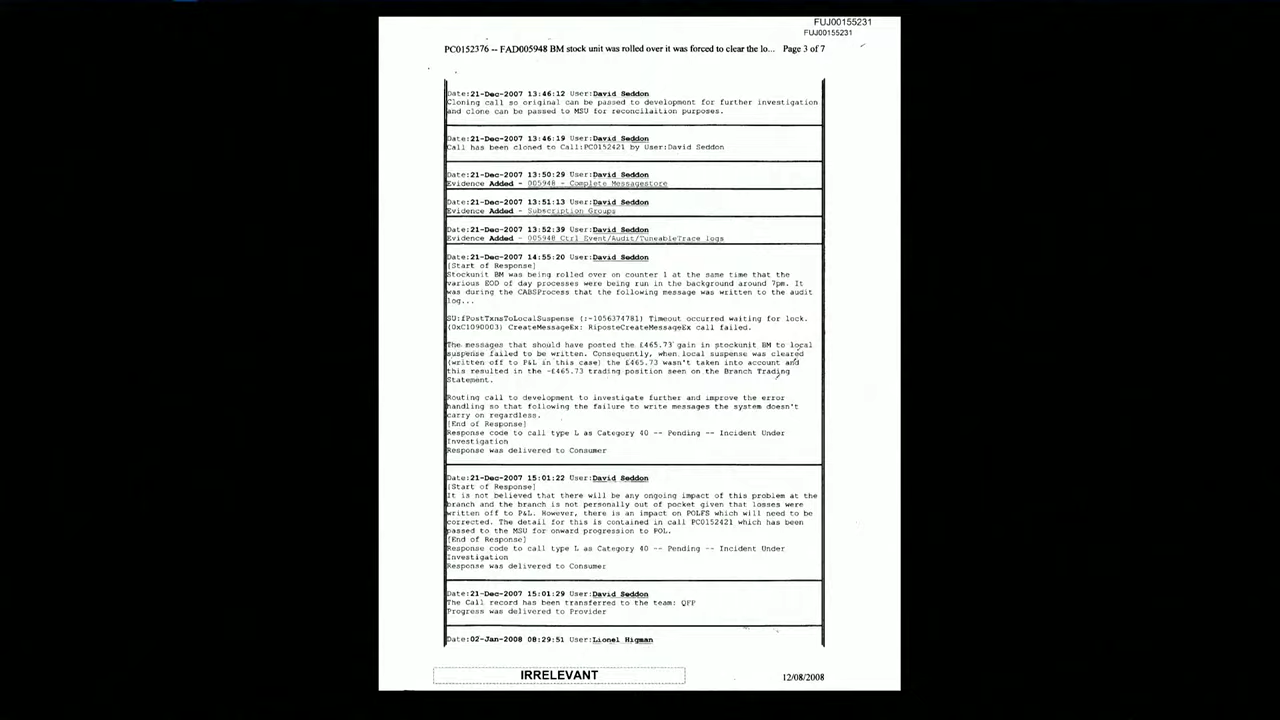 FUJ00155231
FUJ00155231
PC0152376 -- FAD005948 BM stock unit was rolled over it was forced to clear the lo... Page 3 of 7
Date:21-Dec-2007 13:46:12 User:David Seddon
Cloning call so original can be passed to development for further investigation
and clone can be passed to MSU for reconcilaition purposes.
Date:21-Dec-2007 13:46:19 User:David Seddon
Call has been cloned to Call:PC0152421 by User:David Seddon
Date:21-Dec-2007 13:50:29 User:David Seddon
Evidence Added - 005948 - Complete Messagestore
Date:21-Dec-2007 13:51:13 User:David Seddon
Evidence Added - Subscription Groups
Date:21-Dec-2007 13:52:39 User:David Seddon
Evidence Added - 005948 Ctrl Event/Audit/TuneableTrace logs
Date:21-Dec-2007 14:55:20 User:David Seddon
[Start of Response]
Stockunit BM was being rolled over on counter 1 at the same time that the
various EOD of day processes were being run in the background around 7pm. It
was during the CABSProcess that the following message was written to the audit
log...
SU:fPostTxnsToLocalSuspense (:-1056374781) Timeout occurred waiting for lock.
(0xC1090003) CreateMessageEx: RiposteCreateMessageEx call failed.
The messages that should have posted the £465.73 gain in stockunit BM to local
suspense failed to be written. Consequently, when local suspense was cleared
(written off to P&L in this case) the £465.73 wasn't taken into account and
this resulted in the -£465.73 trading position seen on the Branch Trading
Statement.
Routing call to development to investigate further and improve the error
handling so that following the failure to write messages the system doesn't
carry on regardless.
[End of Response]
Response code to call type L as Category 40 -- Pending -- Incident Under
Investigation
Response was delivered to Consumer
Date:21-Dec-2007 15:01:22 User:David Seddon
[Start of Response]
It is not believed that there will be any ongoing impact of this problem at the
branch and the branch is not personally out of pocket given that losses were
written off to P&L. However, there is an impact on POLFS which will need to be
corrected. The detail for this is contained in call PC0152421 which has been
passed to the MSU for onward progression to POL.
[End of Response]
Response code to call type L as Category 40 -- Pending -- Incident Under
Investigation
Response was delivered to Consumer
Date:21-Dec-2007 15:01:29 User:David Seddon
The Call record has been transferred to the team: QFP
Progress was delivered to Provider
Date:02-Jan-2008 08:29:51 User:Lionel Higman
IRRELEVANT
12/08/2008